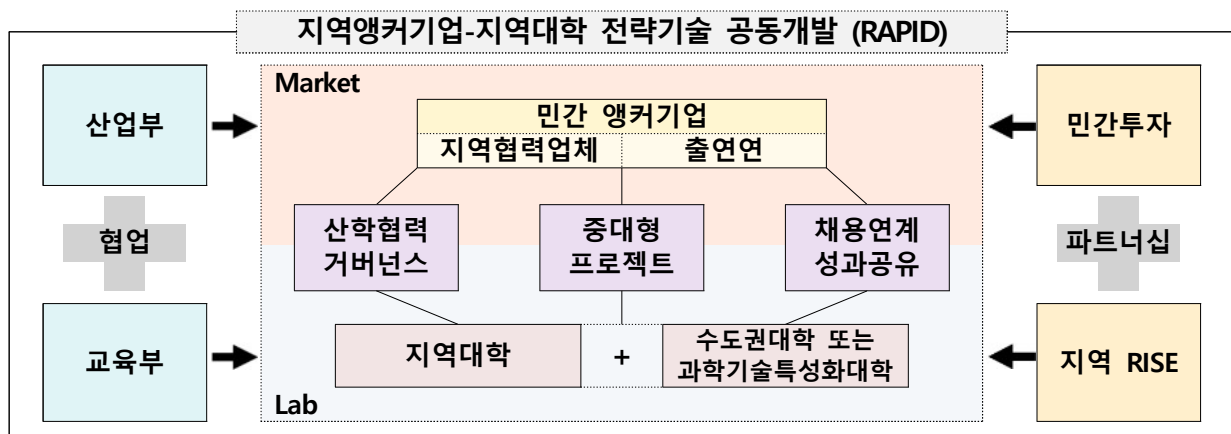 지역앵커기업-지역대학 전략기술 공동개발 (RAPID)
산업부
협업
교육부
Market
민간 앵커기업
지역협력업체
출연연
산학협력
거버넌스
중대형
프로젝트
채용연계
성과공유
지역대학
+
수도권대학 또는
과학기술특성화대학
Lab
민간투자
파트너십
지역 RISE